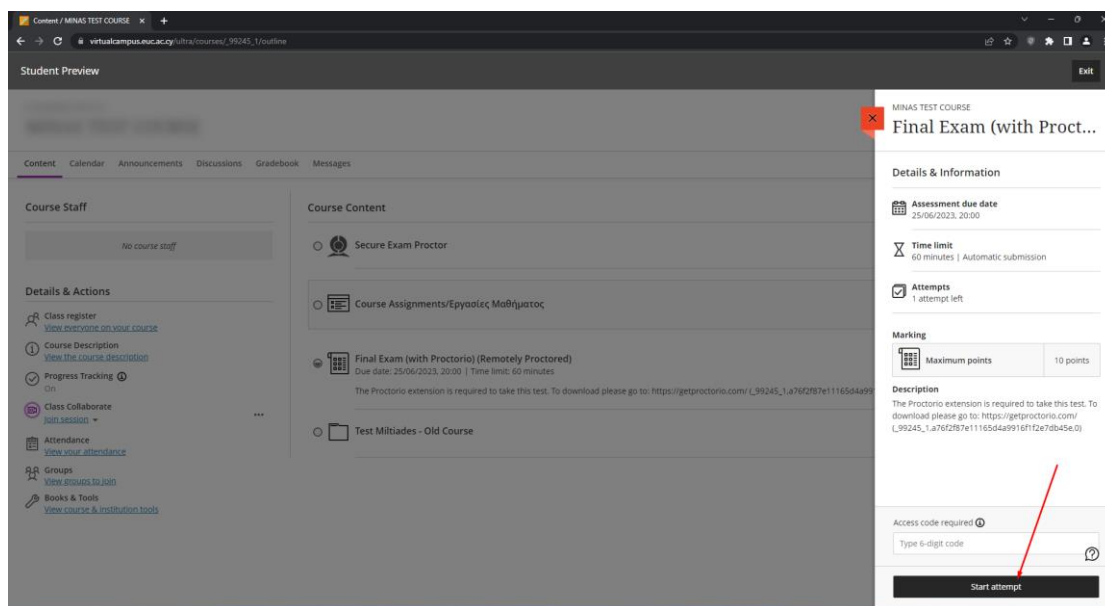 Content / MINAS TEST COURSE
virtualcampus.euc.ac.cy/ultra/courses/_99245_1/outline
Student Preview
Exit
Content Calendar Announcements Discussions Gradebook Messages
Course Staff
No course staff
Details & Actions
Class register
View everyone on your course
Course Description
View the course description
Progress Tracking
On
Class Collaborate
Join session
Attendance
View your attendance
Groups
View groups to join
Books & Tools
View course & institution tools
Course Content
Secure Exam Proctor
Course Assignments/Εργασίες Μαθήματος
Final Exam (with Proctorio) (Remotely Proctored)
Due date: 25/06/2023, 20:00 | Time limit: 60 minutes
The Proctorio extension is required to take this test. To download please go to: https://getproctorio.com/
Test Miltiades - Old Course
MINAS TEST COURSE
Final Exam (with Proct...
Details & Information
Assessment due date
25/06/2023, 20:00
Time limit
60 minutes | Automatic submission
Attempts
1 attempt left
Marking
Maximum points 10 points
Description
The Proctorio extension is required to take this test. To
download please go to: https://getproctorio.com/
(_99245_1.a76f2f87e11165d4a9916f1f2e7db45e,0)
Access code required
Type 6-digit code
Start attempt